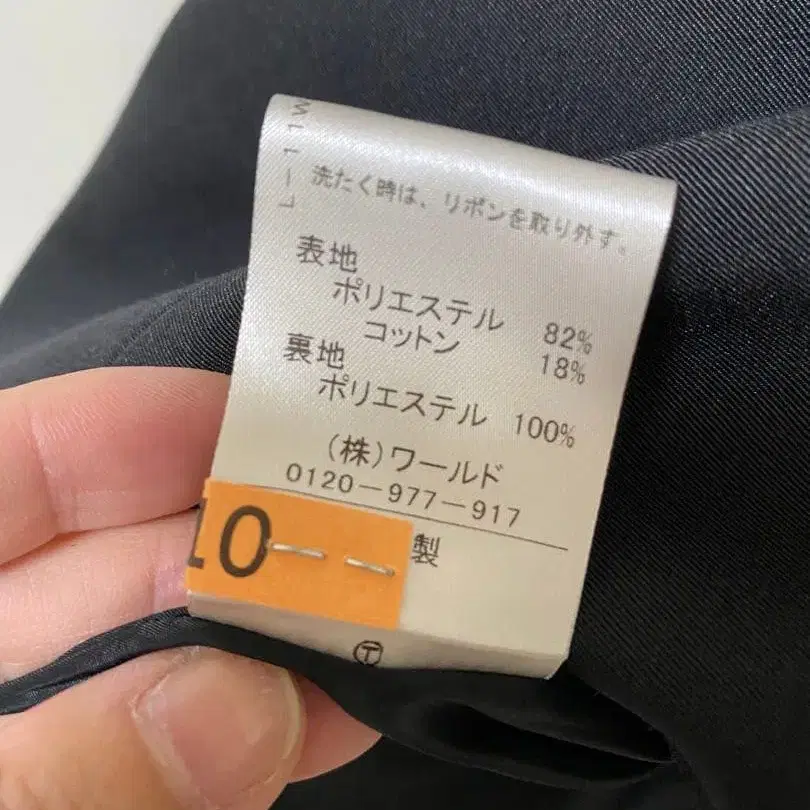 L-11W
洗たく時は、リボンを取り外す。
表地
ポリエステル 82%
コットン 18%
裏地
ポリエステル 100%
(株)ワールド
0120-977-917
製
10
T